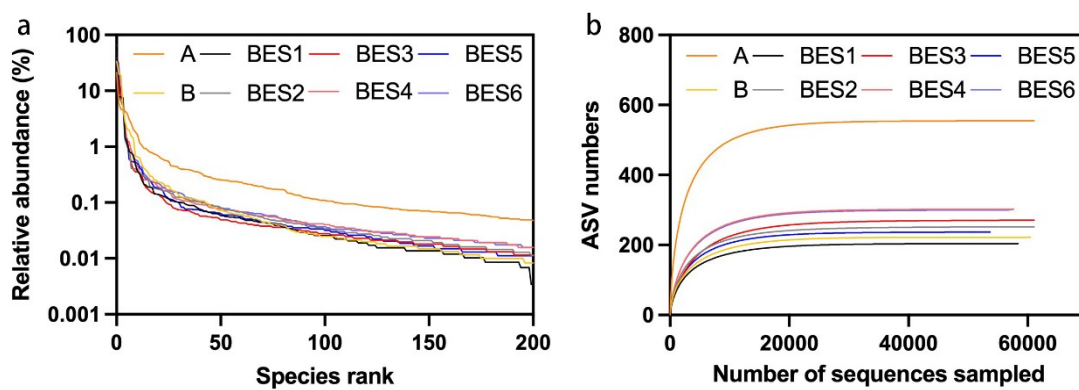 a
Relative abundance (%)
100
10
1
0.1
0.01
0.001
A BES1 BES3 BES5
B BES2 BES4 BES6
0 50 100 150 200
Species rank
b
ASV numbers
800
600
400
200
0
A BES1 BES3 BES5
B BES2 BES4 BES6
0 20000 40000 60000
Number of sequences sampled